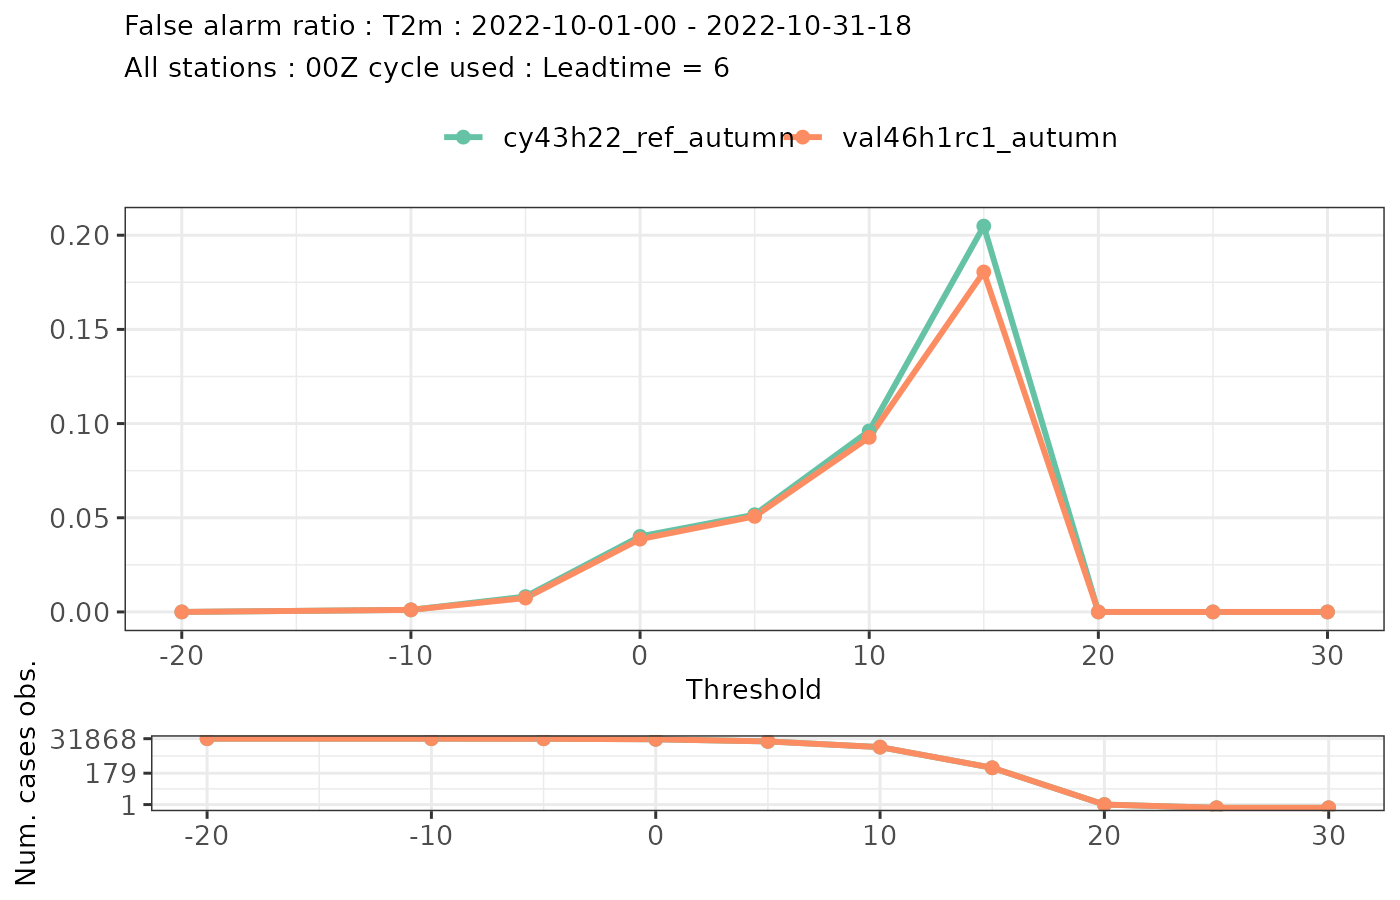 False alarm ratio : T2m : 2022-10-01-00 - 2022-10-31-18
All stations : 00Z cycle used : Leadtime = 6
cy43h22_ref_autumn val46h1rc1_autumn
0.20
0.15
0.10
0.05
0.00
-20 -10 0 10 20 30
Threshold
Num. cases obs.
31868
179
1
-20 -10 0 10 20 30